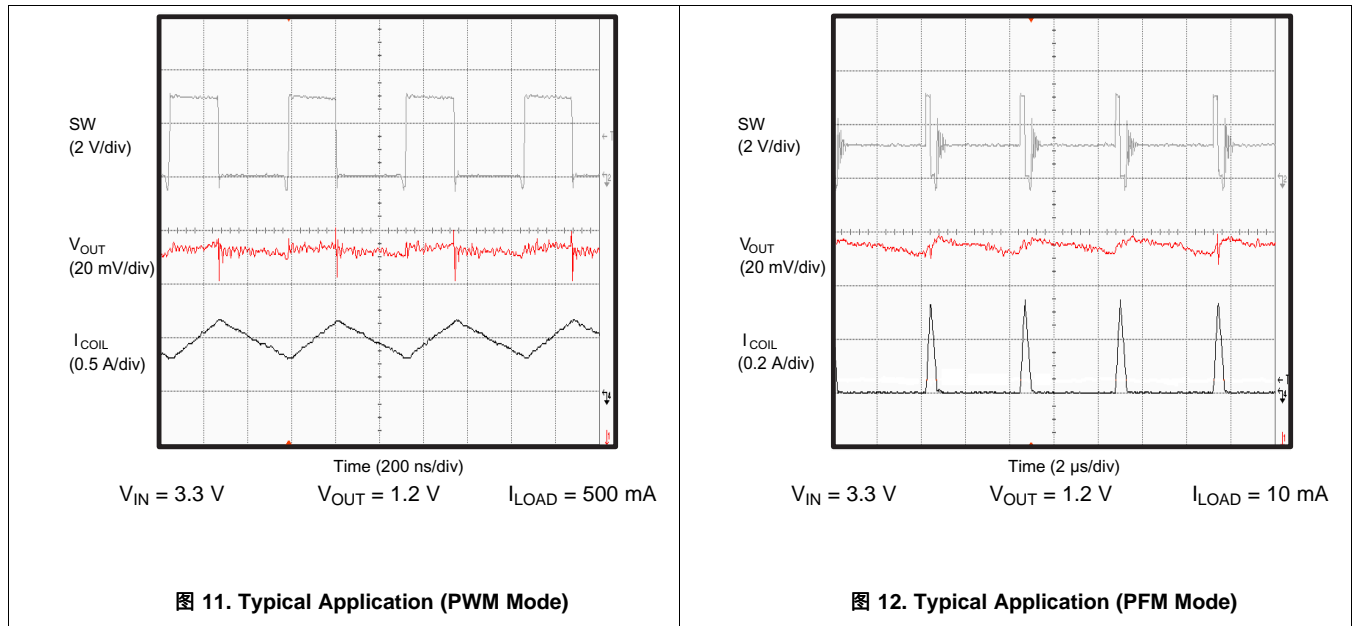 SW
(2 V/div)
VOUT
(20 mV/div)
ICOIL
(0.5 A/div)
Time (200 ns/div)
VIN = 3.3 V VOUT = 1.2 V ILOAD = 500 mA
图 11. Typical Application (PWM Mode)
SW
(2 V/div)
VOUT
(20 mV/div)
ICOIL
(0.2 A/div)
Time (2 μs/div)
VIN = 3.3 V VOUT = 1.2 V ILOAD = 10 mA
图 12. Typical Application (PFM Mode)